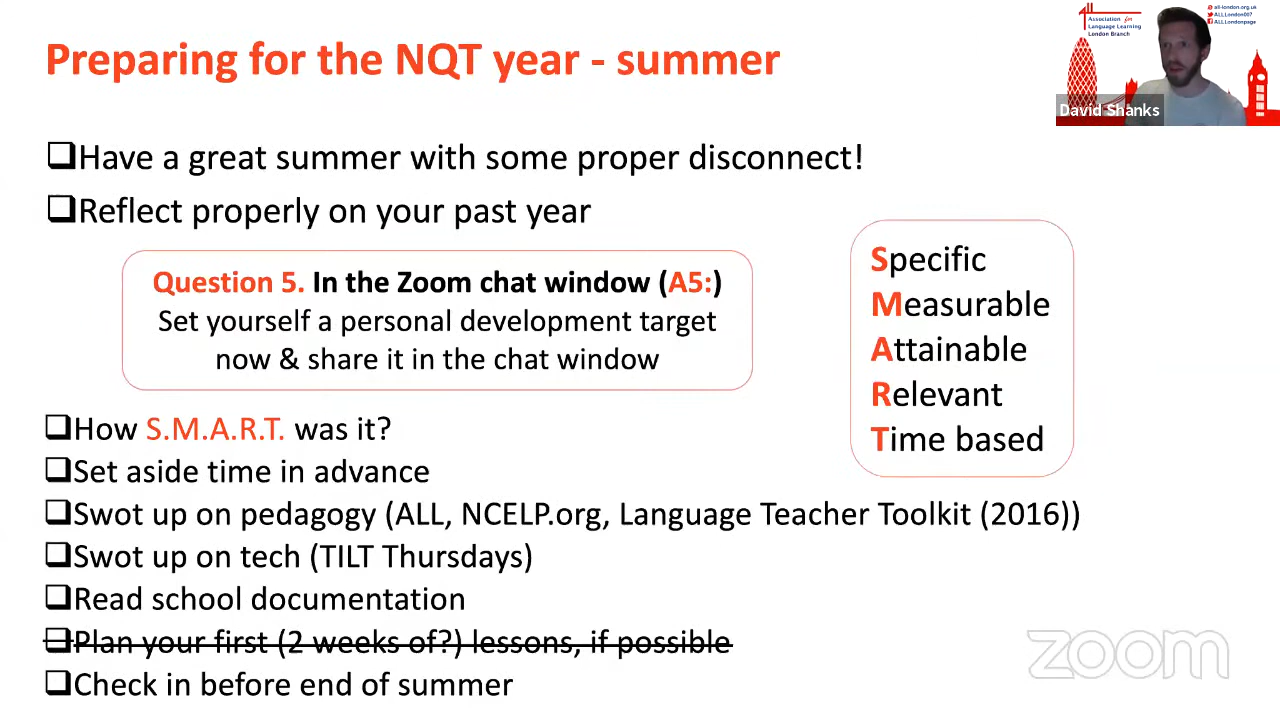 Preparing for the NQT year - summer
Association for
Language Learning
London Branch
all-london.org.uk
ALLLondon007
ALLLondonpage
David Shanks
Have a great summer with some proper disconnect!
Reflect properly on your past year
Question 5. In the Zoom chat window (A5:)
Set yourself a personal development target
now & share it in the chat window
Specific
Measurable
Attainable
Relevant
Time based
How S.M.A.R.T. was it?
Set aside time in advance
Swot up on pedagogy (ALL, NCELP.org, Language Teacher Toolkit (2016))
Swot up on tech (TILT Thursdays)
Read school documentation
Plan your first (2 weeks of?) lessons, if possible
Check in before end of summer
zoom